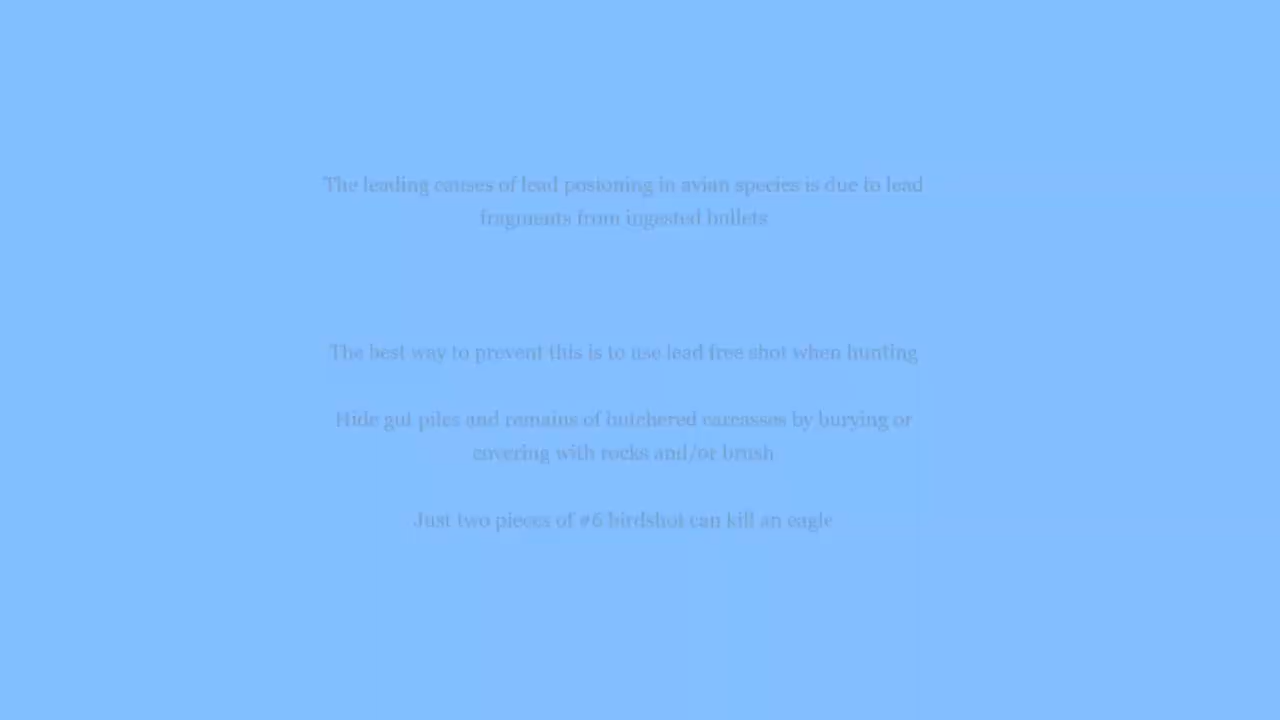 The leading causes of lead posioning in avian species is due to lead
fragments from ingested bullets
The best way to prevent this is to use lead free shot when hunting
Hide gut piles and remains of butchered carcasses by burying or
covering with rocks and/or brush
Just two pieces of #6 birdshot can kill an eagle